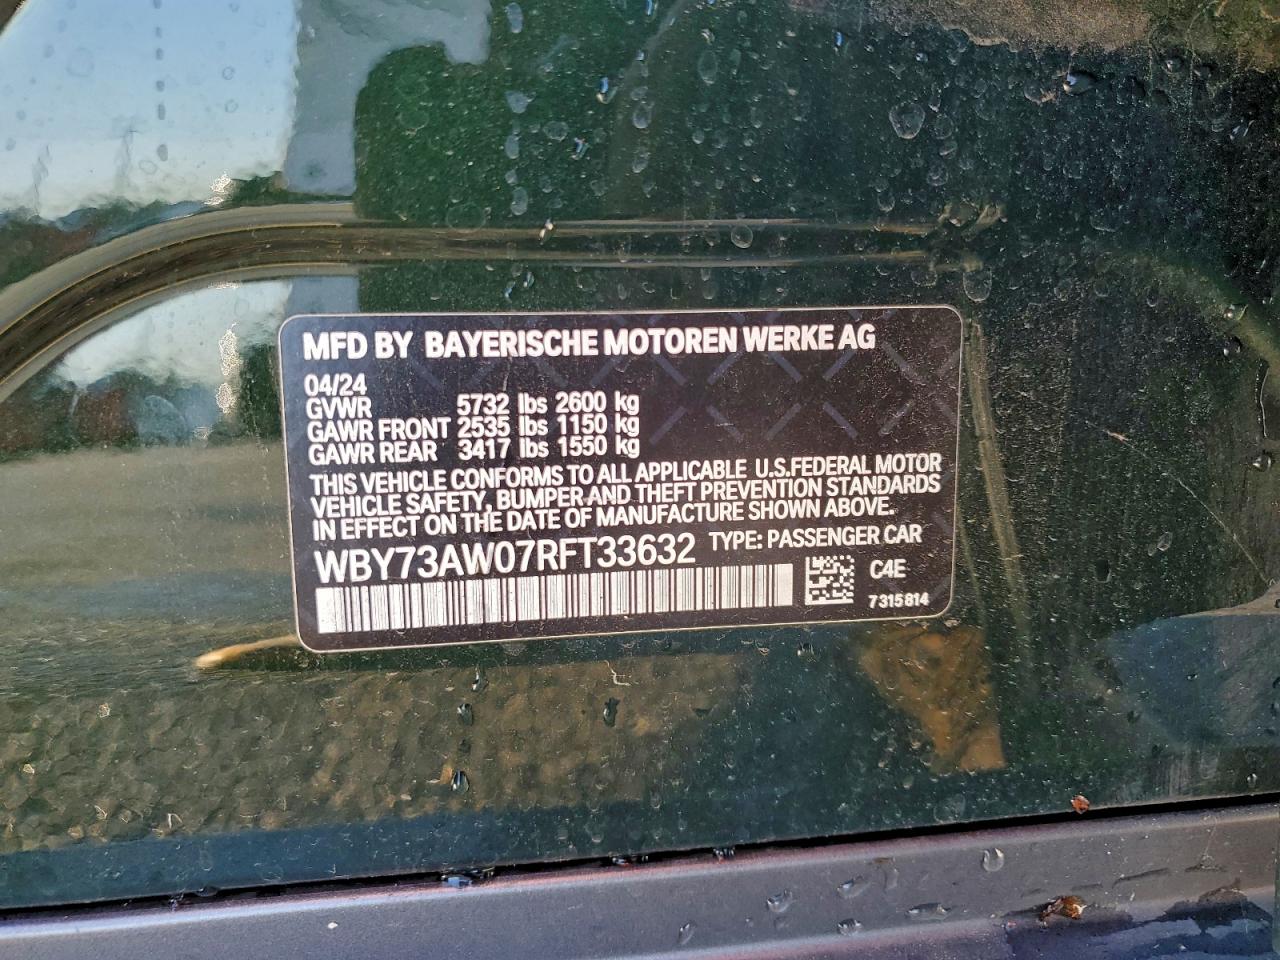 MFD BY BAYERISCHE MOTOREN WERKE AG
04/24
GVWR 5732 lbs 2600 kg
GAWR FRONT 2535 lbs 1150 kg
GAWR REAR 3417 lbs 1550 kg
THIS VEHICLE CONFORMS TO ALL APPLICABLE U.S.FEDERAL MOTOR
VEHICLE SAFETY, BUMPER AND THEFT PREVENTION STANDARDS
IN EFFECT ON THE DATE OF MANUFACTURE SHOWN ABOVE.
WBY73AW07RFT33632 TYPE: PASSENGER CAR
C4E
7315814